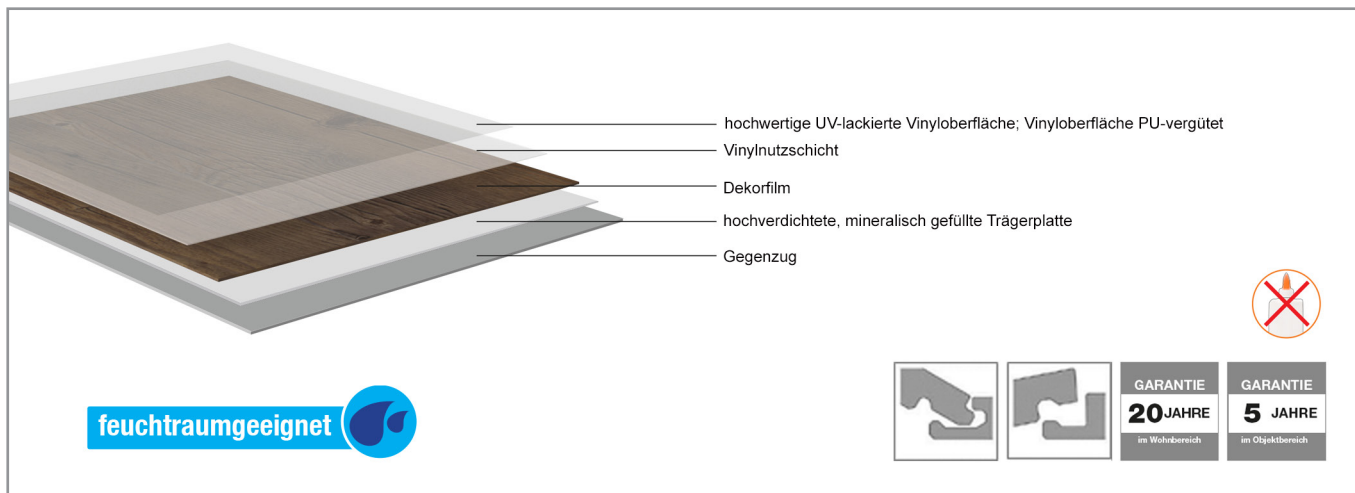 hochwertige UV-lackierte Vinyloberfläche; Vinyloberfläche PU-vergütet
Vinylnutzschicht
Dekorfilm
hochverdichtete, mineralisch gefüllte Trägerplatte
Gegenzug
feuchtraumgeeignet
GARANTIE
20 JAHRE
im Wohnbereich
GARANTIE
5 JAHRE
im Objektbereich